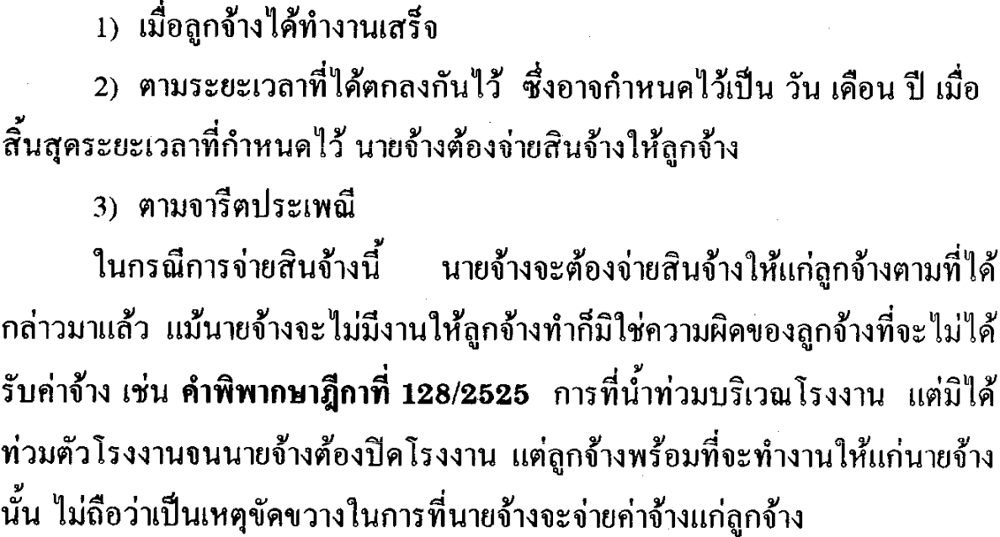 1) เมื่อลูกจ้างได้ทำงานเสร็จ
2) ตามระยะเวลาที่ได้ตกลงกันไว้ ซึ่งอาจกำหนดไว้เป็น วัน เดือน ปี เมื่อ
สิ้นสุดระยะเวลาที่กำหนดไว้ นายจ้างต้องจ่ายสินจ้างให้ลูกจ้าง
3) ตามจารีตประเพณี
ในกรณีการจ่ายสินจ้างนี้ นายจ้างจะต้องจ่ายสินจ้างให้แก่ลูกจ้างตามที่ได้
กล่าวมาแล้ว แม้นายจ้างจะไม่มีงานให้ลูกจ้างทำก็มิใช่ความผิดของลูกจ้างที่จะไม่ได้
รับค่าจ้าง เช่น คำพิพากษาฎีกาที่ 128/2525 การที่น้ำท่วมบริเวณโรงงาน แต่มิได้
ท่วมตัวโรงงานจนนายจ้างต้องปิดโรงงาน แต่ลูกจ้างพร้อมที่จะทำงานให้แก่นายจ้าง
นั้น ไม่ถือว่าเป็นเหตุขัดขวางในการที่นายจ้างจะจ่ายค่าจ้างแก่ลูกจ้าง